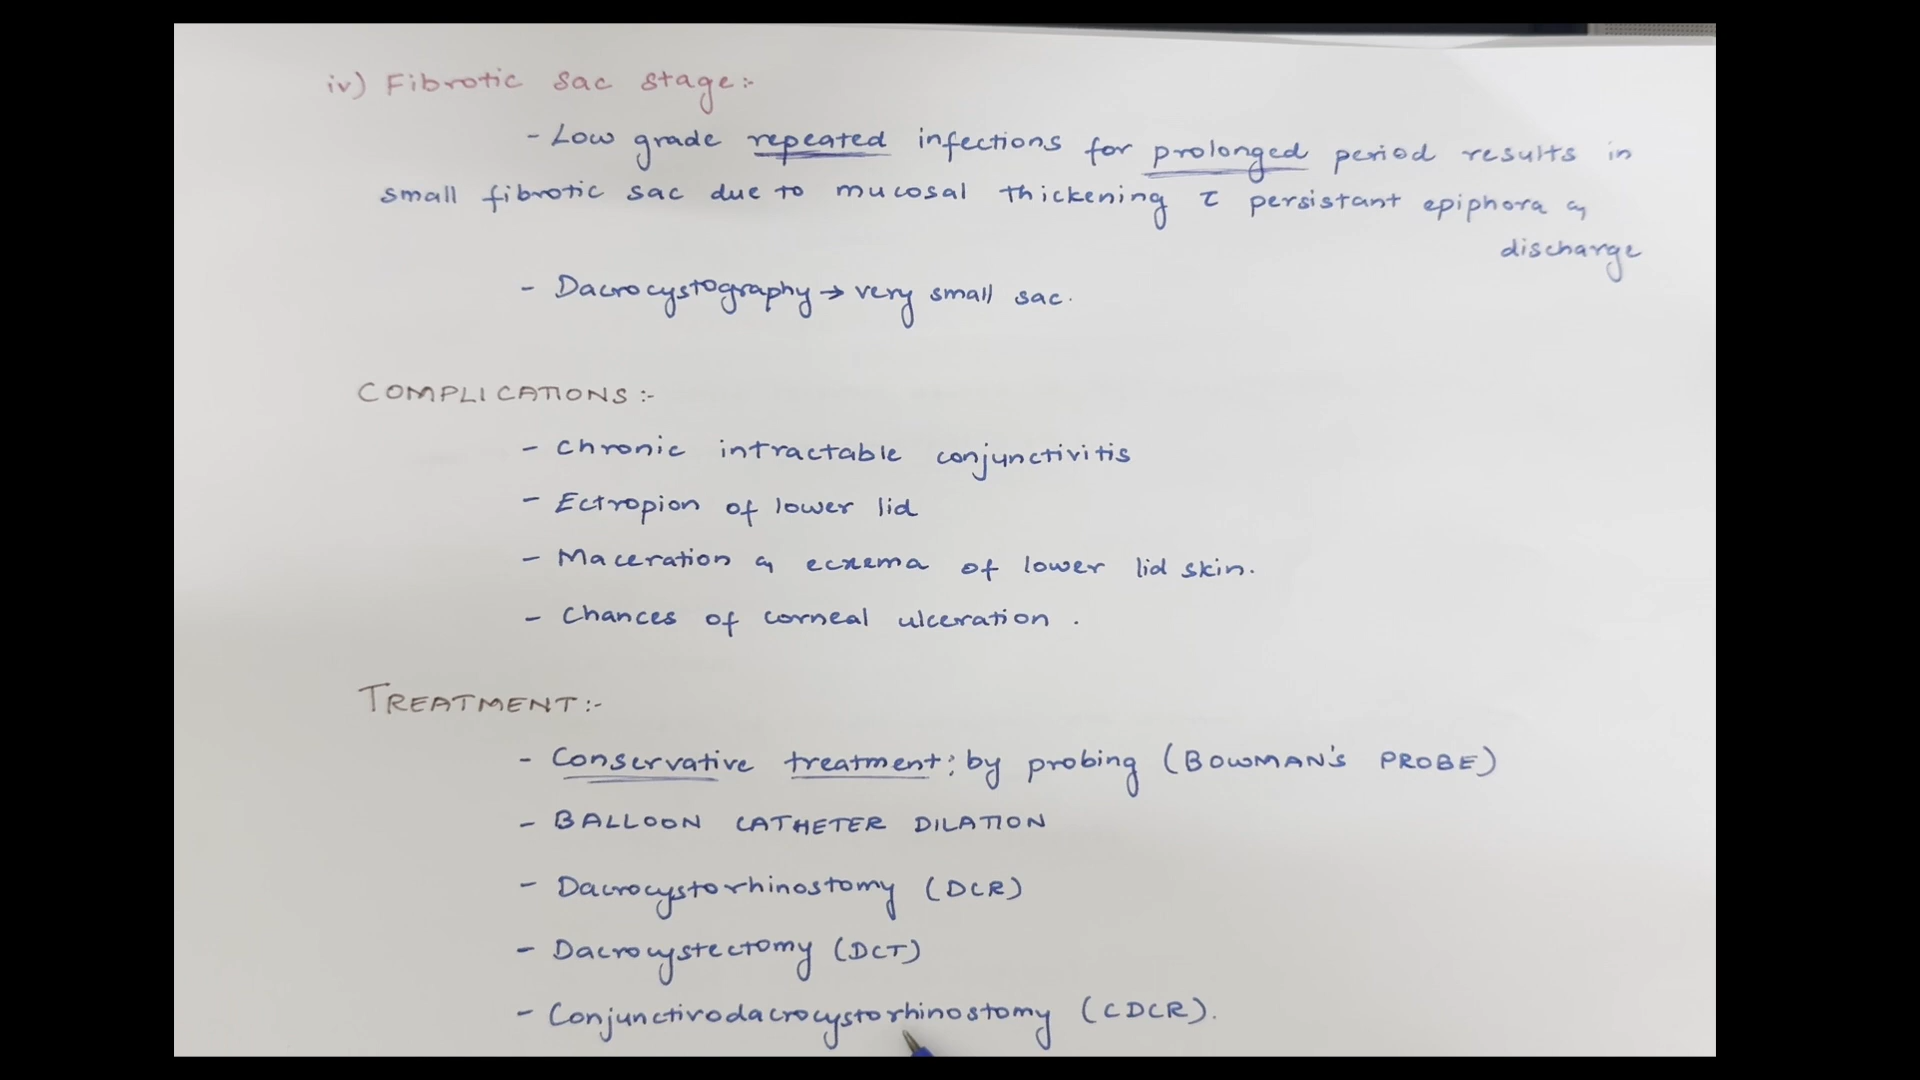 iv) Fibrotic sac stage:-
- Low grade repeated infections for prolonged period results in
small fibrotic sac due to mucosal thickening c̄ persistant epiphora &
discharge
- Dacrocystography → very small sac.
COMPLICATIONS:-
- Chronic intractable conjunctivitis
- Ectropion of lower lid
- Maceration & eczema of lower lid skin.
- Chances of corneal ulceration.
TREATMENT:-
- Conservative treatment: by probing (BOWMAN'S PROBE)
- BALLOON CATHETER DILATION
- Dacrocystorhinostomy (DCR)
- Dacrocystectomy (DCT)
- Conjunctivodacrocystorhinostomy (CDCR).